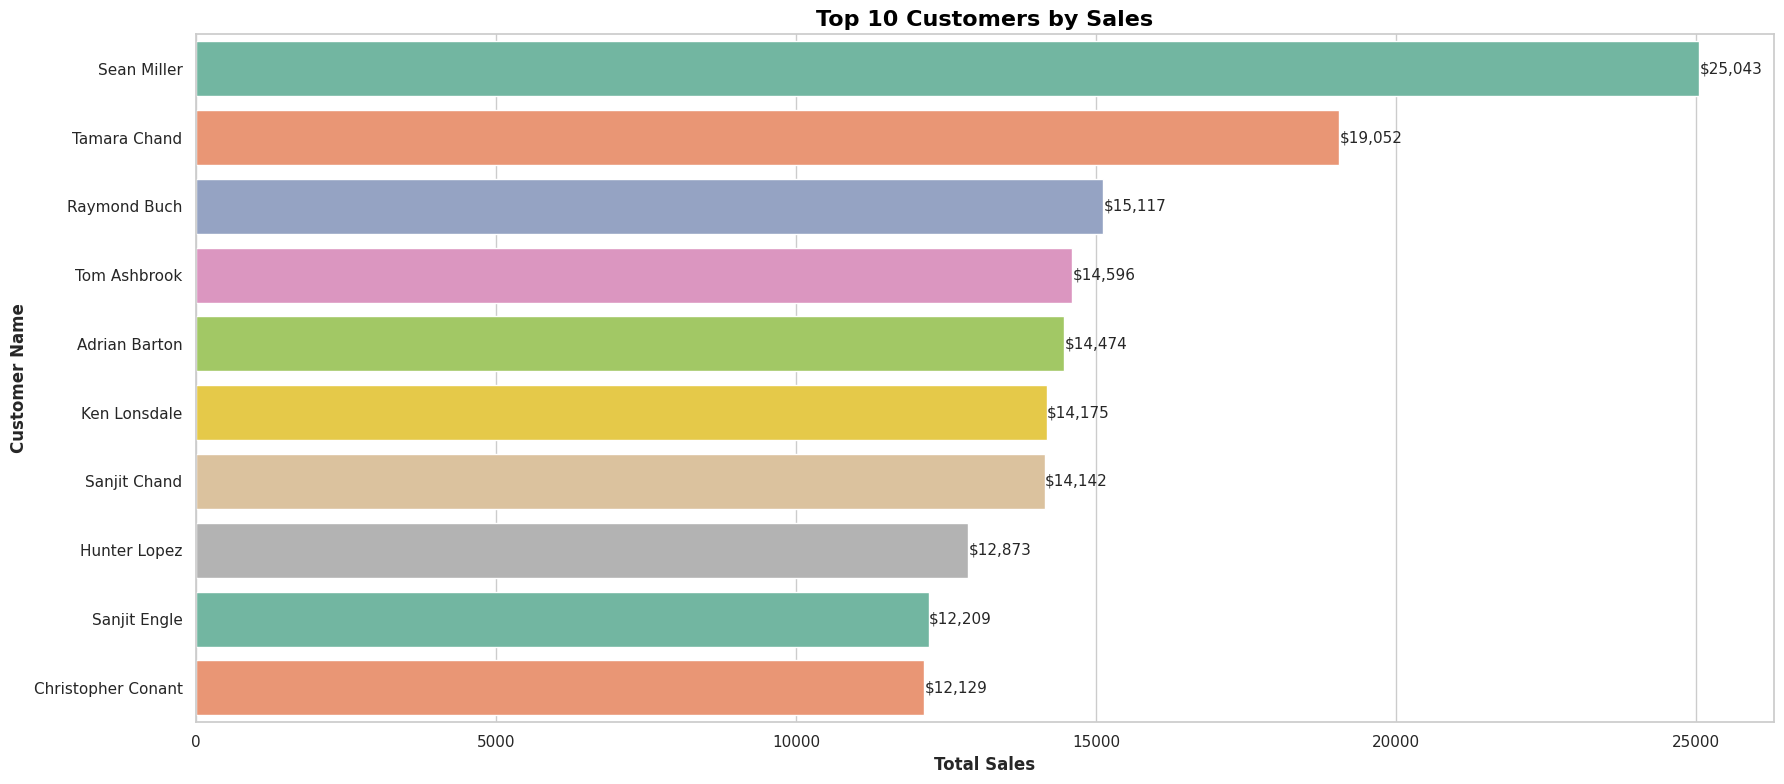 Top 10 Customers by Sales
Customer Name
Sean Miller $25,043
Tamara Chand $19,052
Raymond Buch $15,117
Tom Ashbrook $14,596
Adrian Barton $14,474
Ken Lonsdale $14,175
Sanjit Chand $14,142
Hunter Lopez $12,873
Sanjit Engle $12,209
Christopher Conant $12,129
0 5000 10000 15000 20000 25000
Total Sales